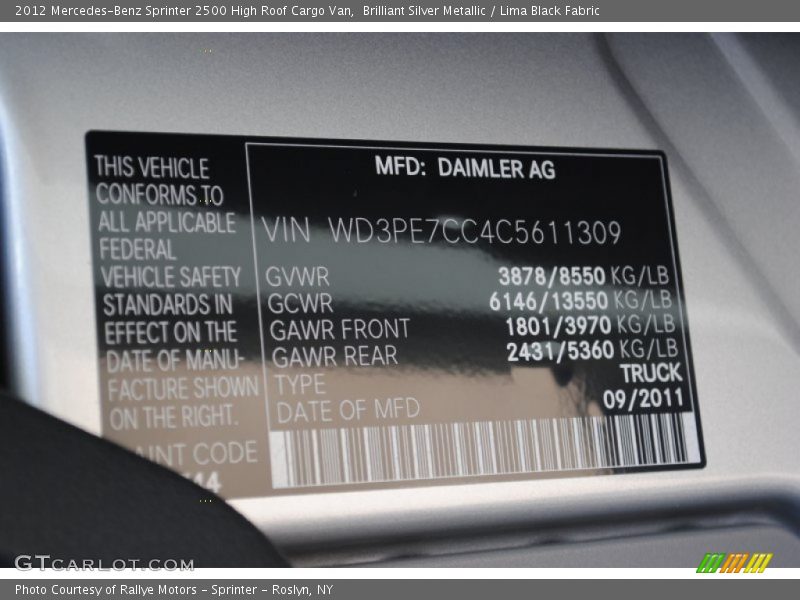 2012 Mercedes-Benz Sprinter 2500 High Roof Cargo Van,  Brilliant Silver Metallic / Lima Black Fabric
THIS VEHICLE
CONFORMS TO
ALL APPLICABLE
FEDERAL
VEHICLE SAFETY
STANDARDS IN
EFFECT ON THE
DATE OF MANU-
FACTURE SHOWN
ON THE RIGHT.
CODE
MFD: DAIMLER AG
VIN WD3PE7CC4C5611309
GVWR 3878/8550 KG/LB
GCWR 6146/13550 KG/LB
GAWR FRONT 1801/3970 KG/LB
GAWR REAR 2431/5360 KG/LB
TYPE TRUCK
DATE OF MFD 09/2011
GTCARLOT.COM
Photo Courtesy of Rallye Motors - Sprinter - Roslyn, NY